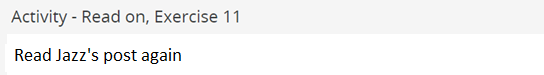 Activity - Read on, Exercise 11
Read Jazz's post again